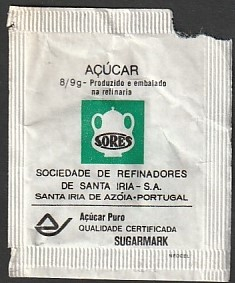 AÇÚCAR
8/9g - Produzido e embalado
na refinaria
SORES
SOCIEDADE DE REFINADORES
DE SANTA IRIA - S.A.
SANTA IRIA DE AZÓIA - PORTUGAL
Açúcar Puro
QUALIDADE CERTIFICADA
SUGARMARK